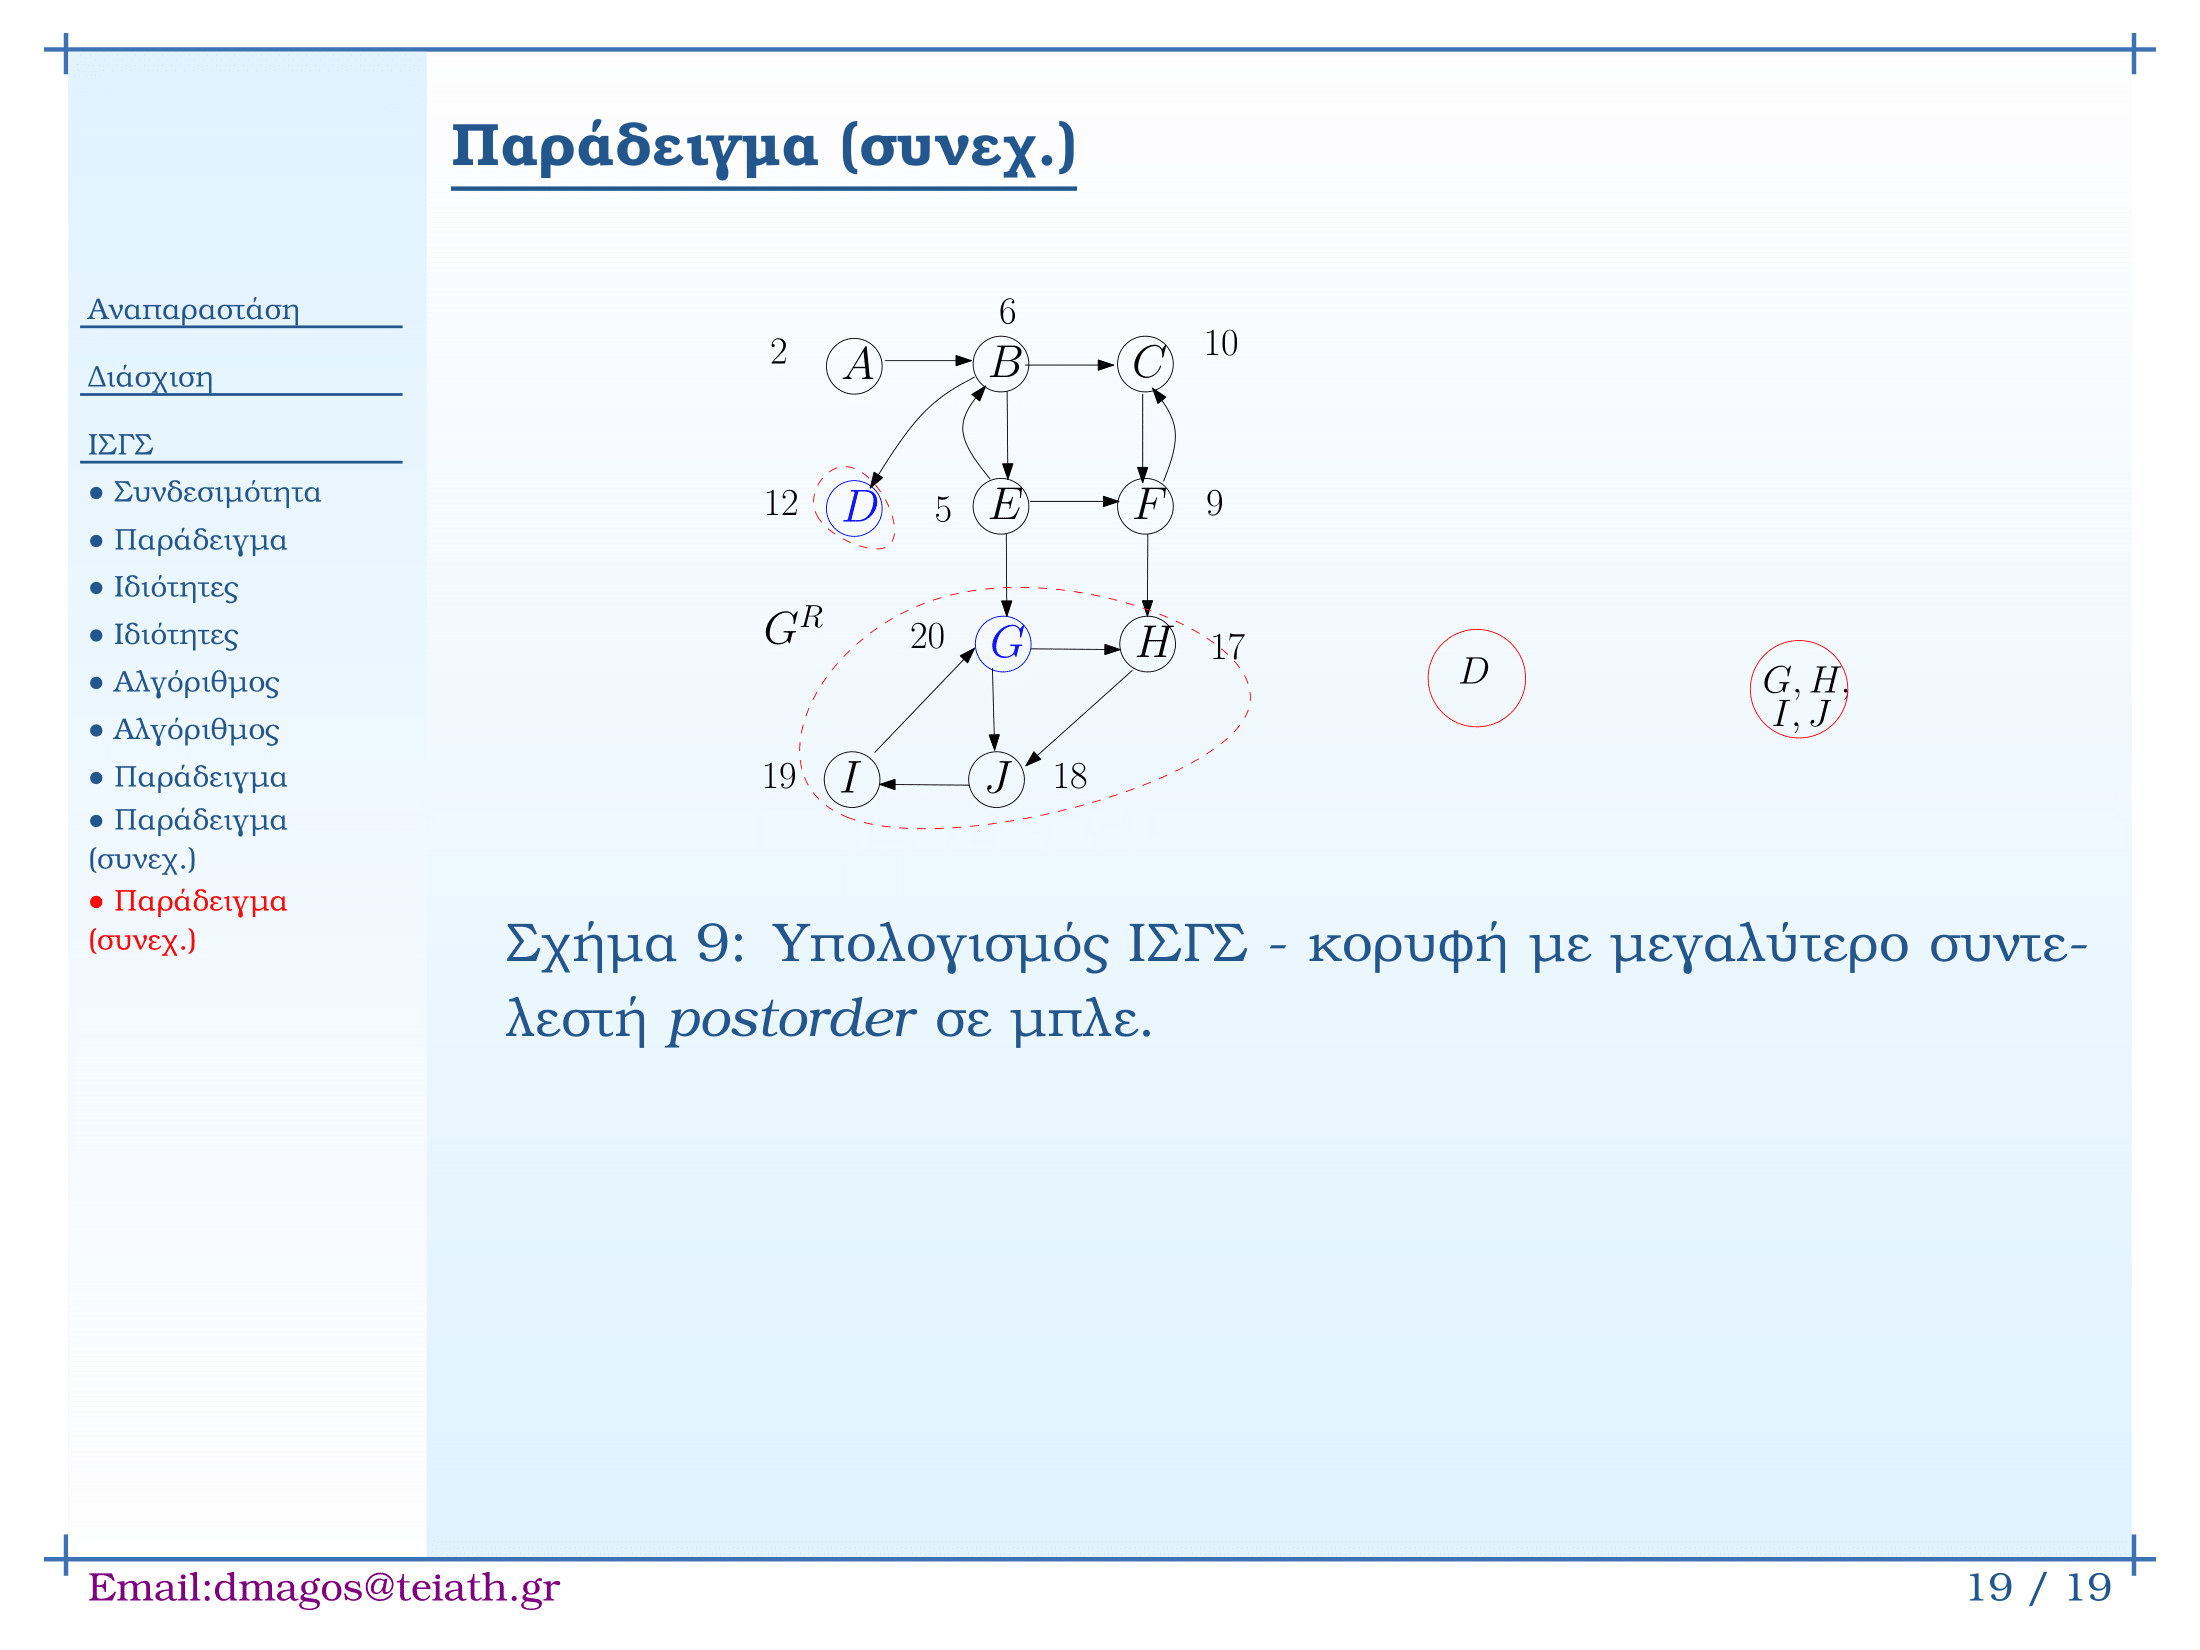 Παράδειγμα (συνεχ.)
Αναπαραστάση
Διάσχιση
ΙΣΓΣ
● Συνδεσιμότητα
● Παράδειγμα
● Ιδιότητες
● Ιδιότητες
● Αλγόριθμος
● Αλγόριθμος
● Παράδειγμα
● Παράδειγμα
(συνεχ.)
● Παράδειγμα
(συνεχ.)
6
2 A B C 10
12 D 5 E F 9
G^R 20 G H 17
19 I J 18
D
G, H,
I, J
Σχήμα 9: Υπολογισμός ΙΣΓΣ - κορυφή με μεγαλύτερο συντε-
λεστή postorder σε μπλε.
Email:dmagos@teiath.gr
19 / 19